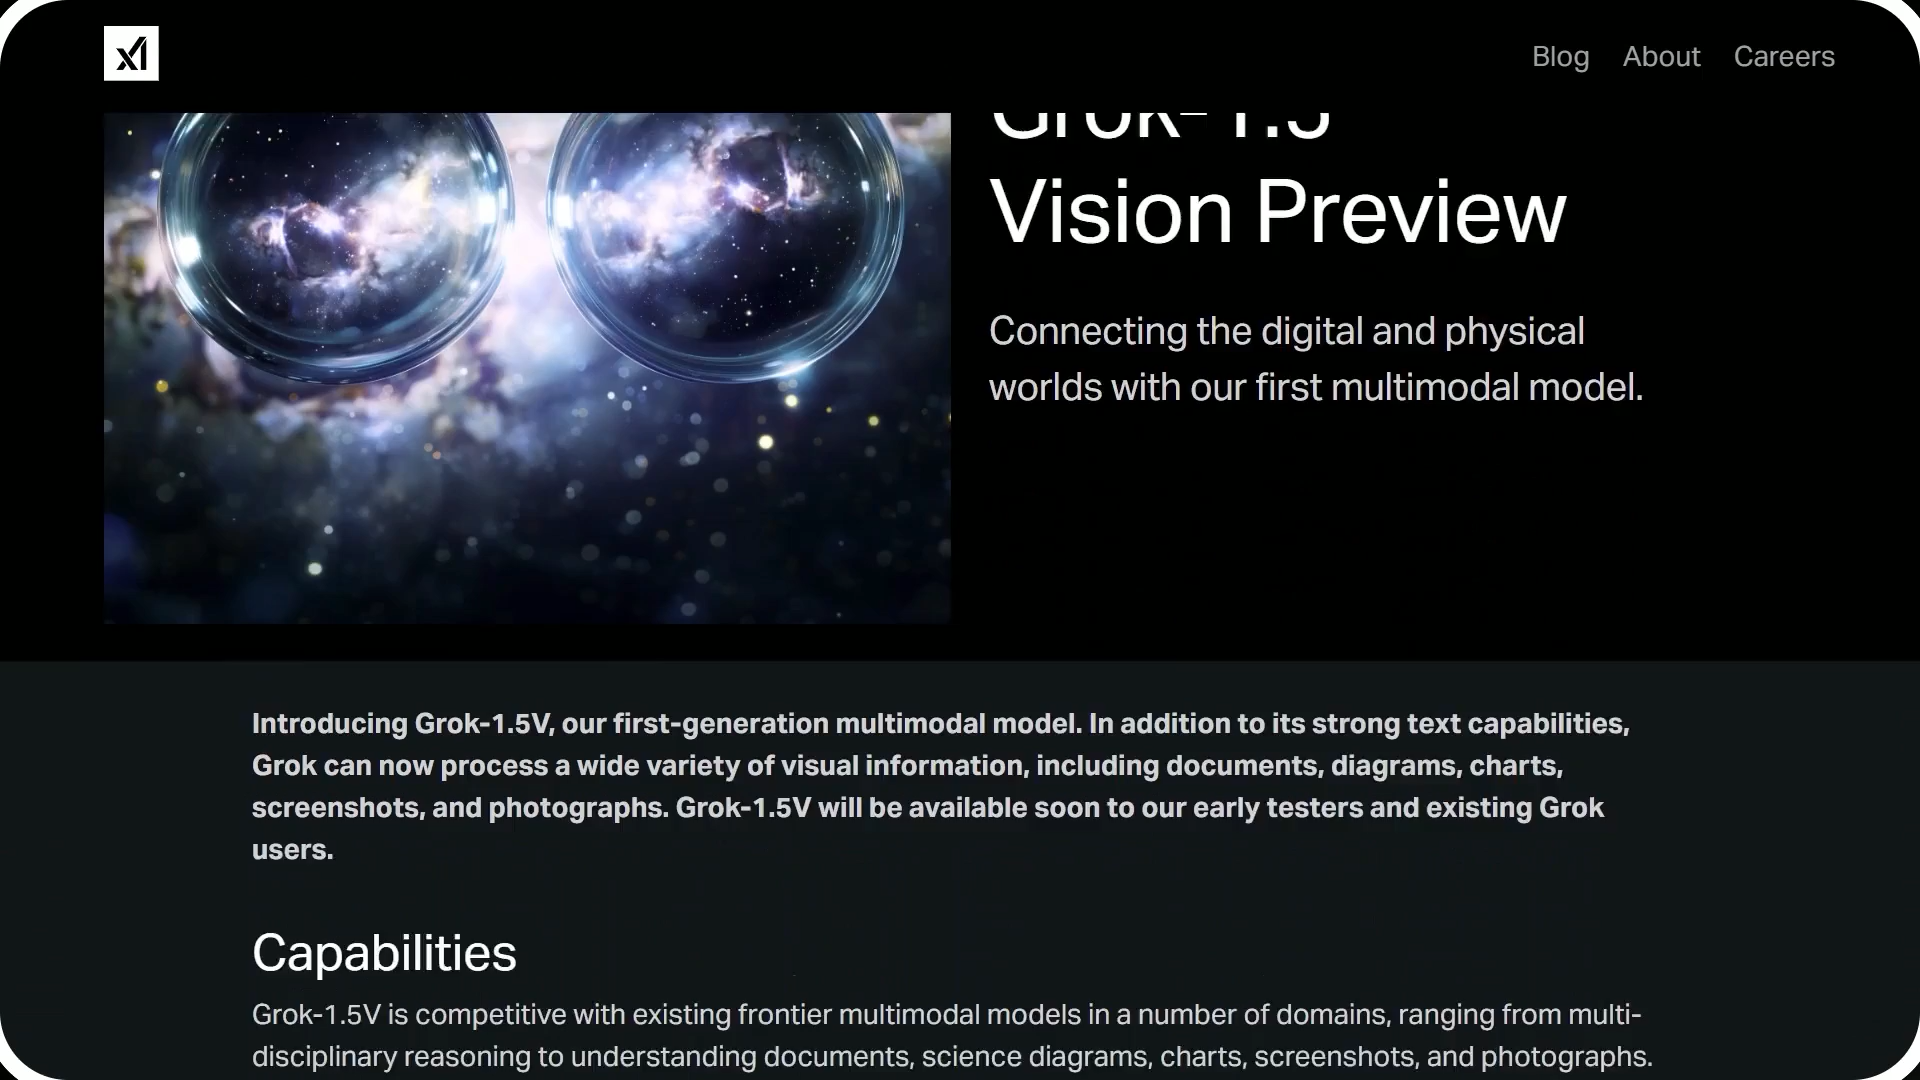 xI
Blog About Careers
Grok-1.5
Vision Preview
Connecting the digital and physical
worlds with our first multimodal model.
Introducing Grok-1.5V, our first-generation multimodal model. In addition to its strong text capabilities,
Grok can now process a wide variety of visual information, including documents, diagrams, charts,
screenshots, and photographs. Grok-1.5V will be available soon to our early testers and existing Grok
users.
Capabilities
Grok-1.5V is competitive with existing frontier multimodal models in a number of domains, ranging from multi-
disciplinary reasoning to understanding documents, science diagrams, charts, screenshots, and photographs.